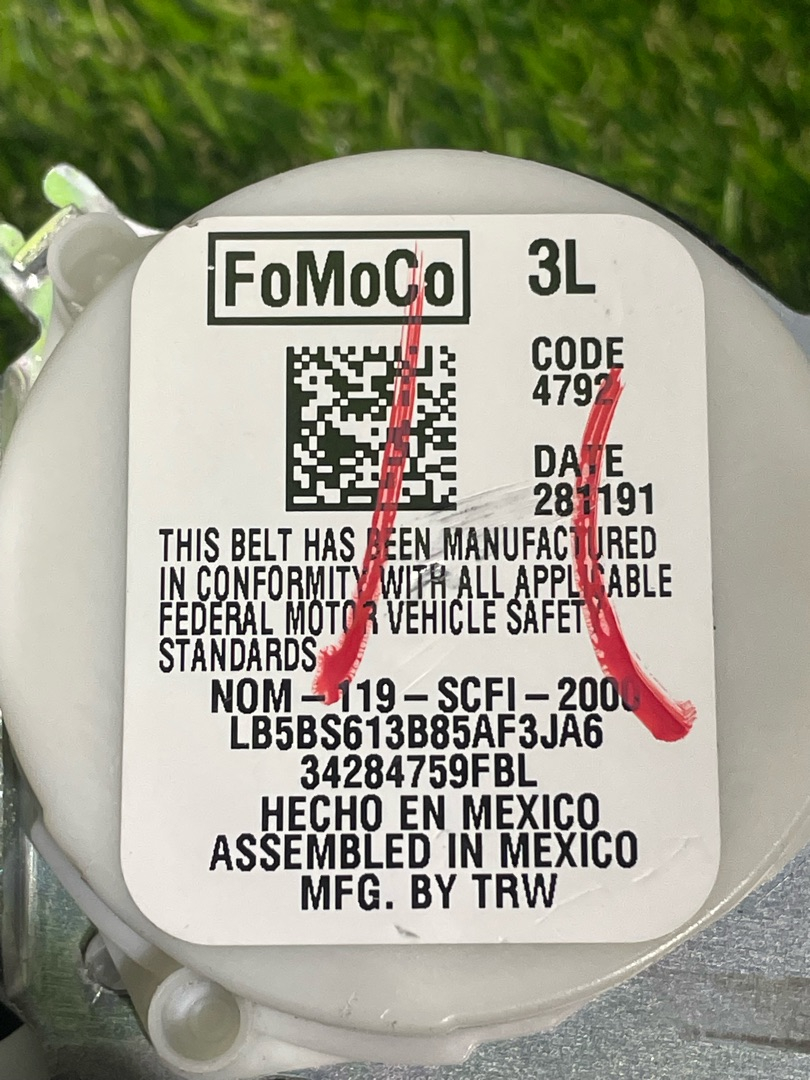 FoMoCo 3L
CODE
4792
DATE
281191
THIS BELT HAS BEEN MANUFACTURED
IN CONFORMITY WITH ALL APPLICABLE
FEDERAL MOTOR VEHICLE SAFETY
STANDARDS
NOM – 119 – SCFI – 2000
LB5BS613B85AF3JA6
34284759FBL
HECHO EN MEXICO
ASSEMBLED IN MEXICO
MFG. BY TRW